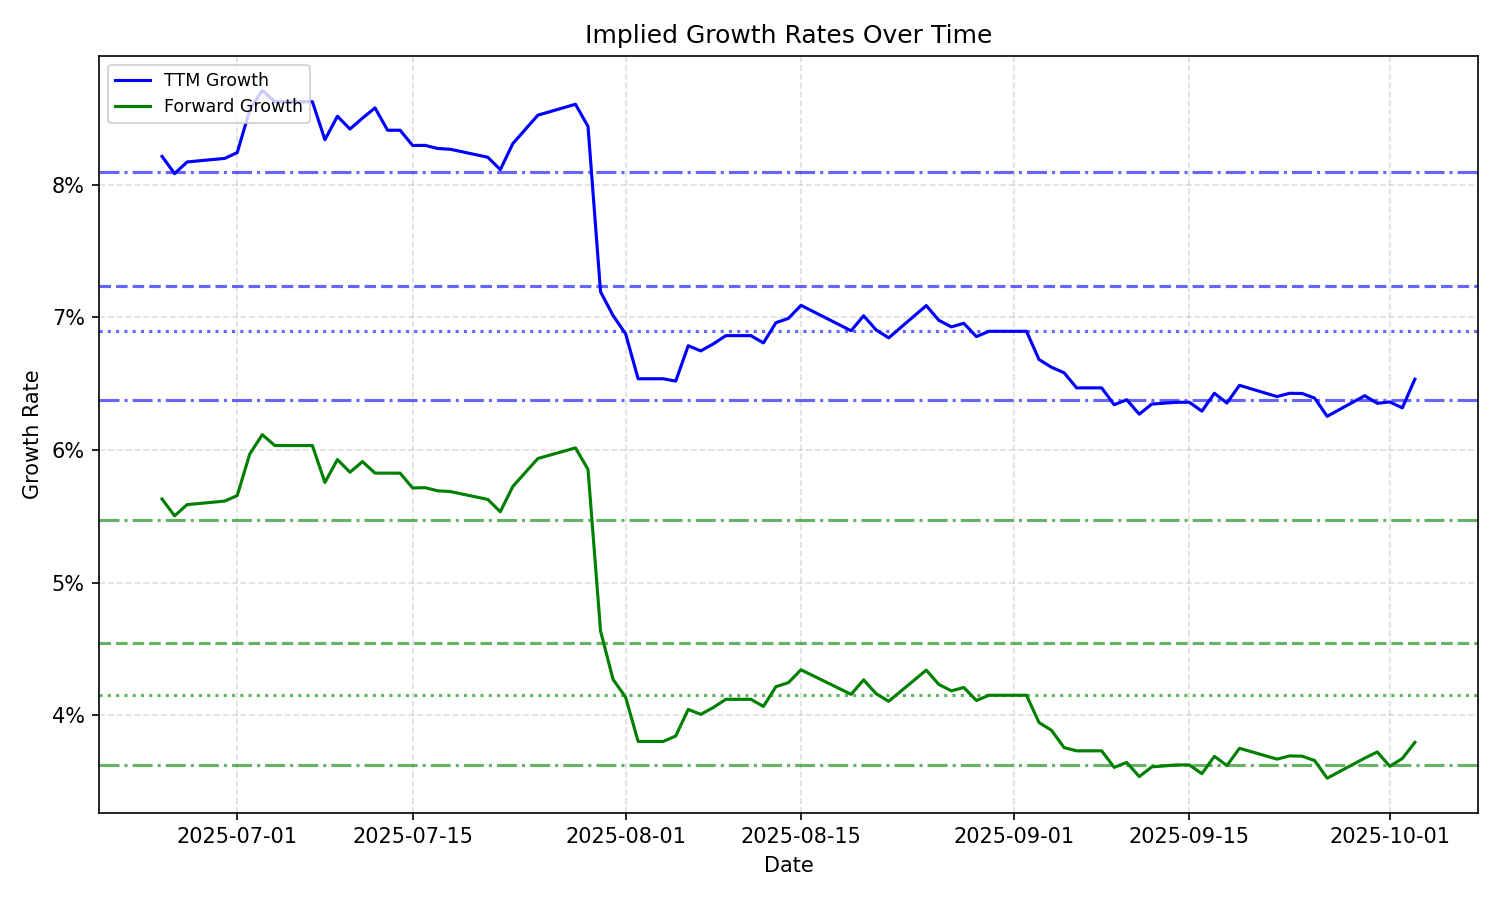 Implied Growth Rates Over Time
TTM Growth
Forward Growth
8%
7%
6%
5%
4%
Growth Rate
2025-07-01
2025-07-15
2025-08-01
2025-08-15
2025-09-01
2025-09-15
2025-10-01
Date